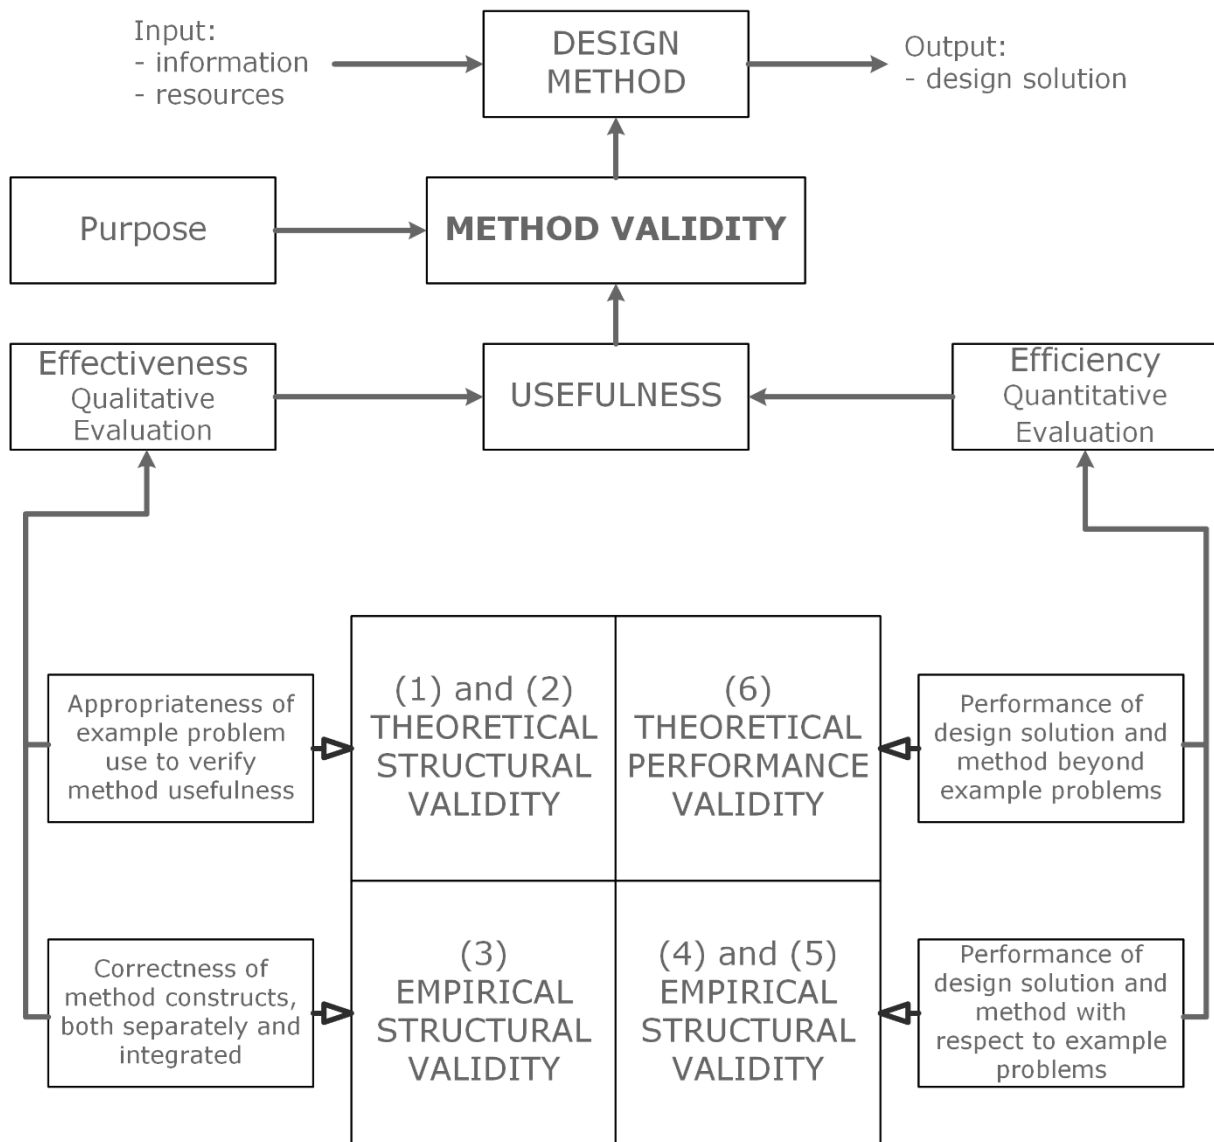 Input:
- information
- resources
DESIGN
METHOD
Output:
- design solution
Purpose
METHOD VALIDITY
Effectiveness
Qualitative
Evaluation
USEFULNESS
Efficiency
Quantitative
Evaluation
Appropriateness of
example problem
use to verify
method usefulness
(1) and (2)
THEORETICAL
STRUCTURAL
VALIDITY
(6)
THEORETICAL
PERFORMANCE
VALIDITY
Performance of
design solution and
method beyond
example problems
Correctness of
method constructs,
both separately and
integrated
(3)
EMPIRICAL
STRUCTURAL
VALIDITY
(4) and (5)
EMPIRICAL
STRUCTURAL
VALIDITY
Performance of
design solution and
method with
respect to example
problems